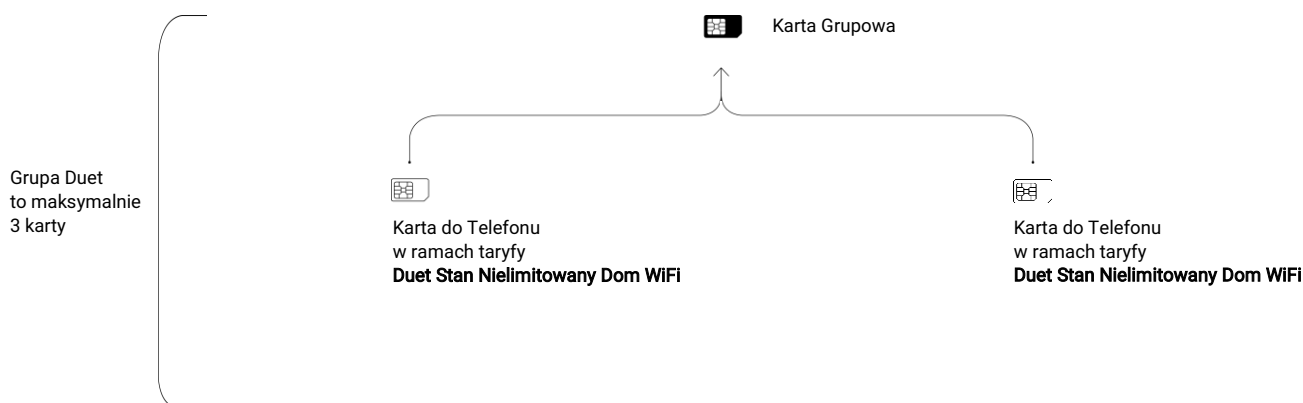 Karta Grupowa
Grupa Duet
to maksymalnie
3 karty
Karta do Telefonu
w ramach taryfy
Duet Stan Nielimitowany Dom WiFi
Karta do Telefonu
w ramach taryfy
Duet Stan Nielimitowany Dom WiFi